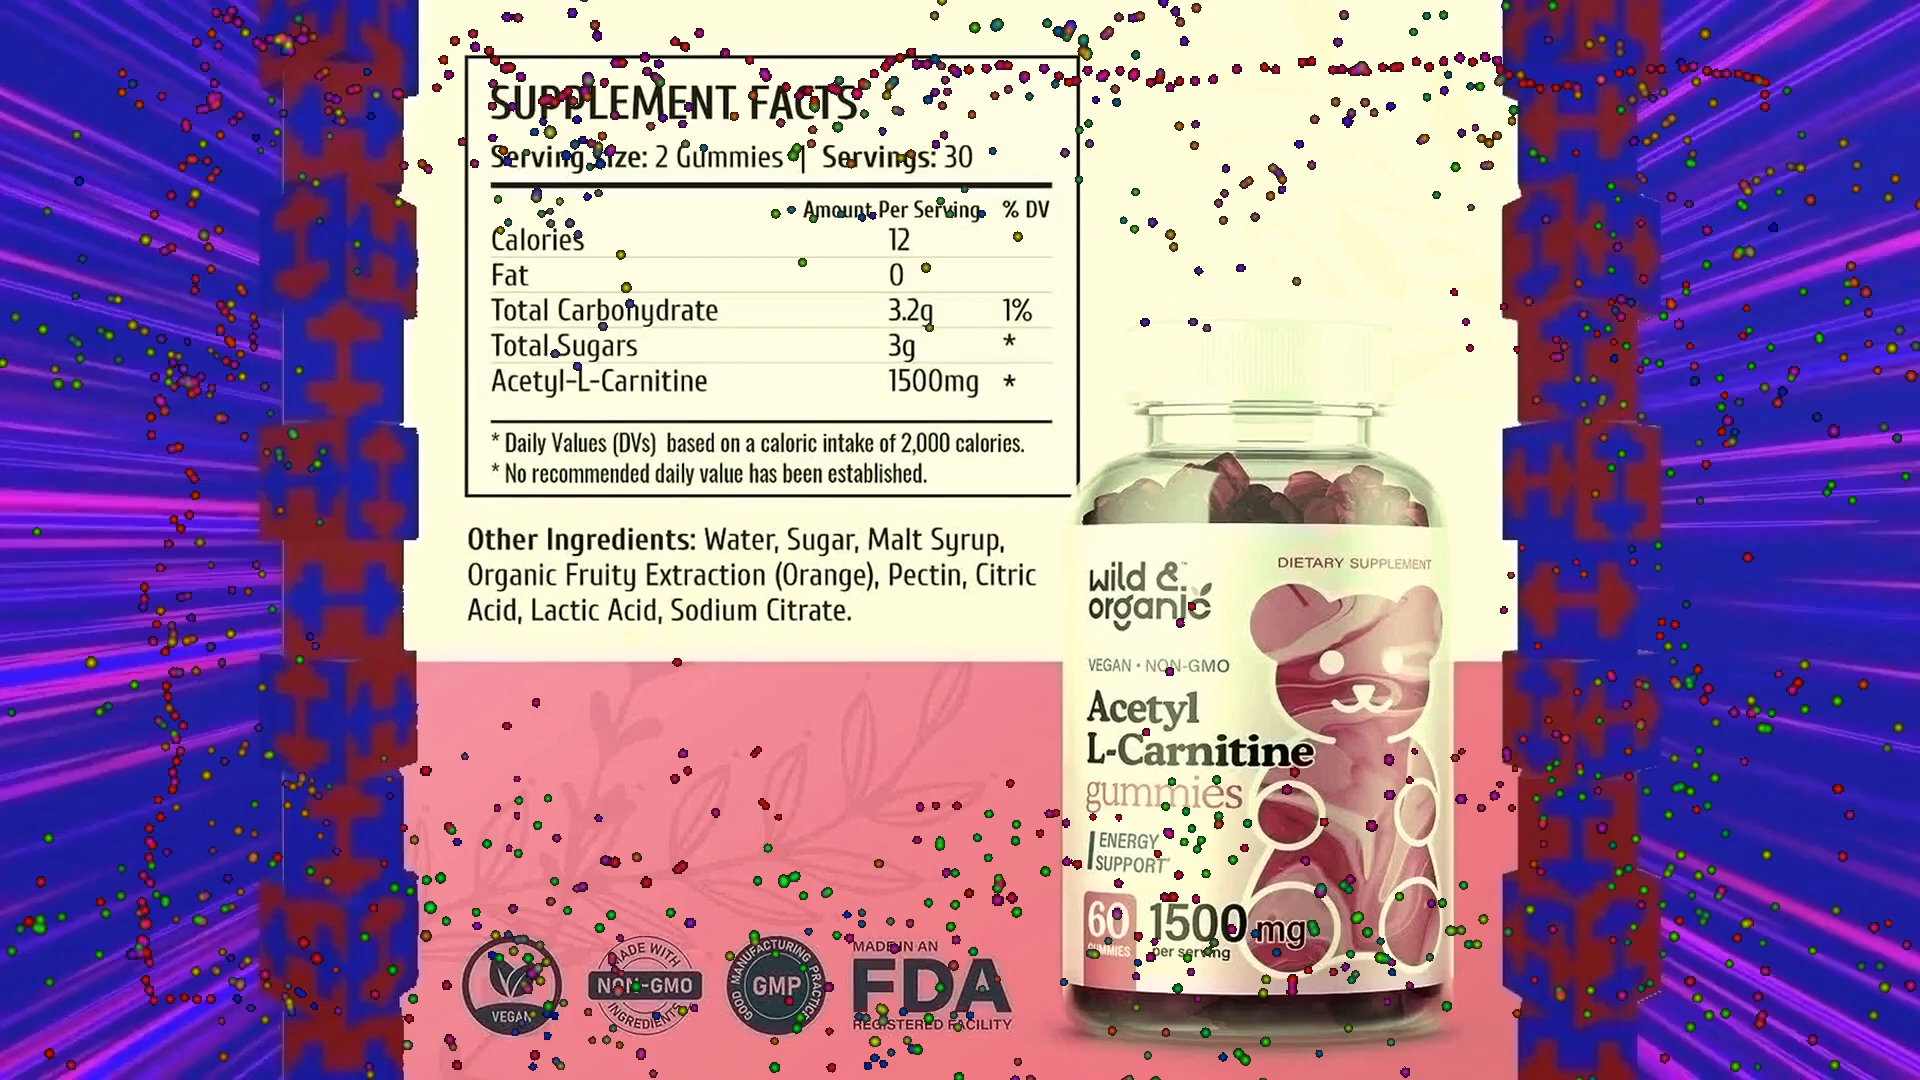 SUPPLEMENT FACTS
Serving Size: 2 Gummies | Servings: 30
Amount Per Serving % DV
Calories 12
Fat 0
Total Carbohydrate 3.2g 1%
Total Sugars 3g *
Acetyl-L-Carnitine 1500mg *
* Daily Values (DVs) based on a caloric intake of 2,000 calories.
* No recommended daily value has been established.
Other Ingredients: Water, Sugar, Malt Syrup,
Organic Fruity Extraction (Orange), Pectin, Citric
Acid, Lactic Acid, Sodium Citrate.
DIETARY SUPPLEMENT
wild &
organic
VEGAN • NON-GMO
Acetyl
L-Carnitine
gummies
ENERGY
SUPPORT
60
GUMMIES
1500 mg
per serving
VEGAN
MADE WITH
NON-GMO
INGREDIENTS
GOOD MANUFACTURING PRACTICE
GMP
MADE IN AN
FDA
REGISTERED FACILITY